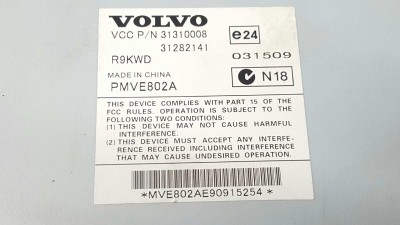 VOLVO
VCC P/N 31310008
31282141
e24
R9KWD
031509
MADE IN CHINA
PMVE802A
N18
THIS DEVICE COMPLIES WITH PART 15 OF THE
FCC RULES. OPERATION IS SUBJECT TO THE
FOLLOWING TWO CONDITIONS:
(1) THIS DEVICE MAY NOT CAUSE HARMFUL
INTERFERENCE, AND
(2) THIS DEVICE MUST ACCEPT ANY INTERFE-
RENCE RECEIVED INCLUDING INTERFERENCE
THAT MAY CAUSE UNDESIRED OPERATION.
*MVE802AE90915254*